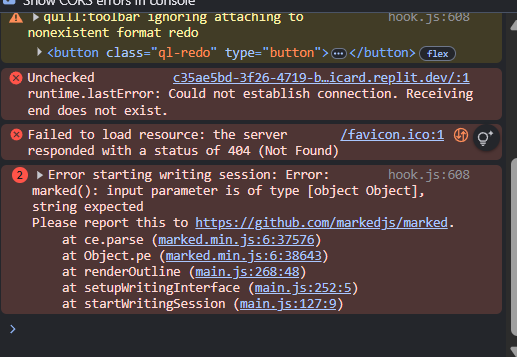 Show CORS errors in console
quill:toolbar ignoring attaching to hook.js:608
nonexistent format redo
<button class="ql-redo" type="button">…</button> flex
Unchecked c35ae5bd-3f26-4719-b…icard.replit.dev/:1
runtime.lastError: Could not establish connection. Receiving
end does not exist.
Failed to load resource: the server /favicon.ico:1
responded with a status of 404 (Not Found)
2 Error starting writing session: Error: hook.js:608
marked(): input parameter is of type [object Object],
string expected
Please report this to https://github.com/markedjs/marked.
at ce.parse (marked.min.js:6:37576)
at Object.pe (marked.min.js:6:38643)
at renderOutline (main.js:268:48)
at setupWritingInterface (main.js:252:5)
at startWritingSession (main.js:127:9)